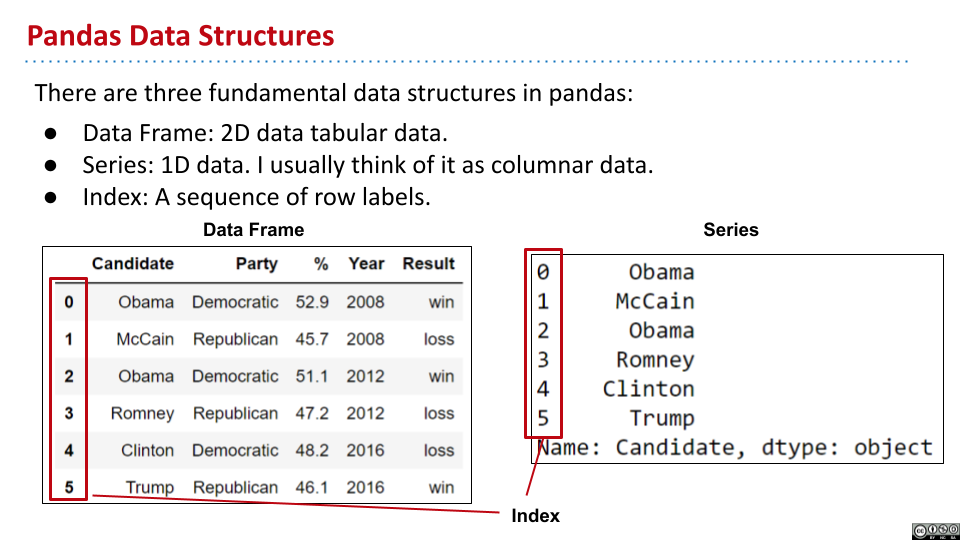 Pandas Data Structures
There are three fundamental data structures in pandas:
● Data Frame: 2D data tabular data.
● Series: 1D data. I usually think of it as columnar data.
● Index: A sequence of row labels.
Data Frame
Candidate Party % Year Result
0 Obama Democratic 52.9 2008 win
1 McCain Republican 45.7 2008 loss
2 Obama Democratic 51.1 2012 win
3 Romney Republican 47.2 2012 loss
4 Clinton Democratic 48.2 2016 loss
5 Trump Republican 46.1 2016 win
Series
0 Obama
1 McCain
2 Obama
3 Romney
4 Clinton
5 Trump
Name: Candidate, dtype: object
Index
cc
BY NC SA